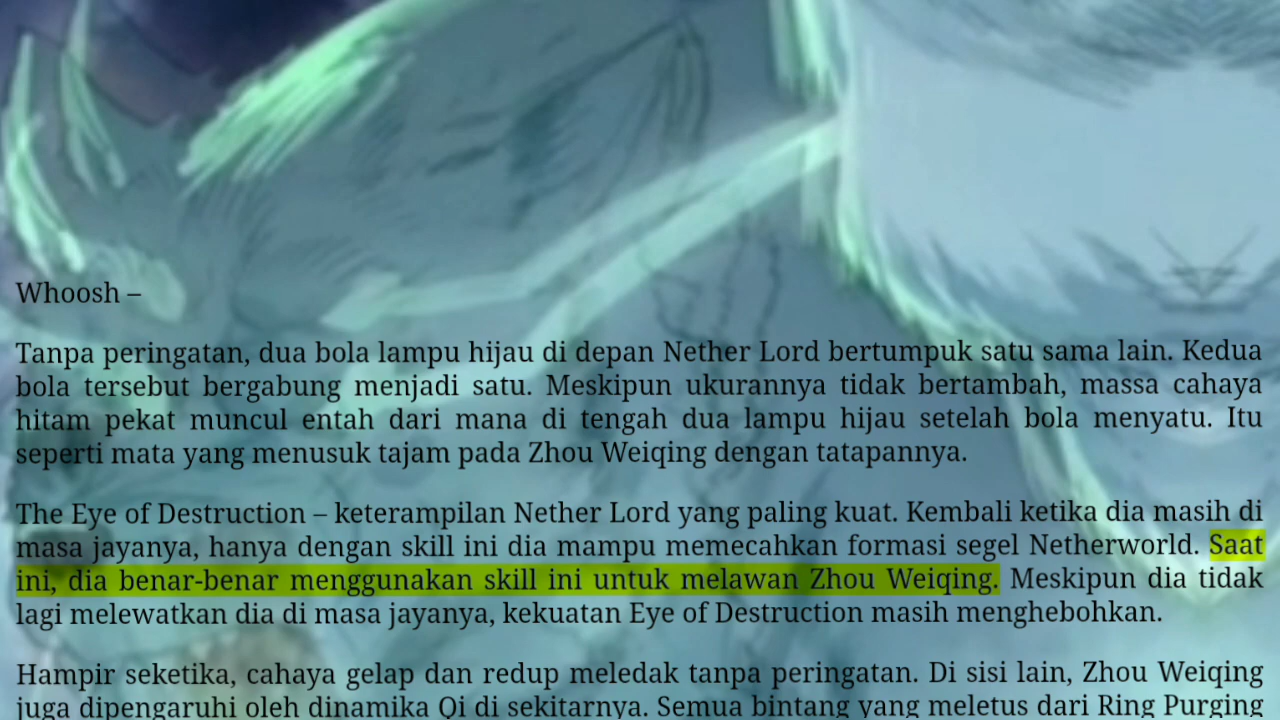 Whoosh –
Tanpa peringatan, dua bola lampu hijau di depan Nether Lord bertumpuk satu sama lain. Kedua
bola tersebut bergabung menjadi satu. Meskipun ukurannya tidak bertambah, massa cahaya
hitam pekat muncul entah dari mana di tengah dua lampu hijau setelah bola menyatu. Itu
seperti mata yang menusuk tajam pada Zhou Weiqing dengan tatapannya.
The Eye of Destruction – keterampilan Nether Lord yang paling kuat. Kembali ketika dia masih di
masa jayanya, hanya dengan skill ini dia mampu memecahkan formasi segel Netherworld. Saat
ini, dia benar-benar menggunakan skill ini untuk melawan Zhou Weiqing. Meskipun dia tidak
lagi melewatkan dia di masa jayanya, kekuatan Eye of Destruction masih menghebohkan.
Hampir seketika, cahaya gelap dan redup meledak tanpa peringatan. Di sisi lain, Zhou Weiqing
juga dipengaruhi oleh dinamika Qi di sekitarnya. Semua bintang yang meletus dari Ring Purging